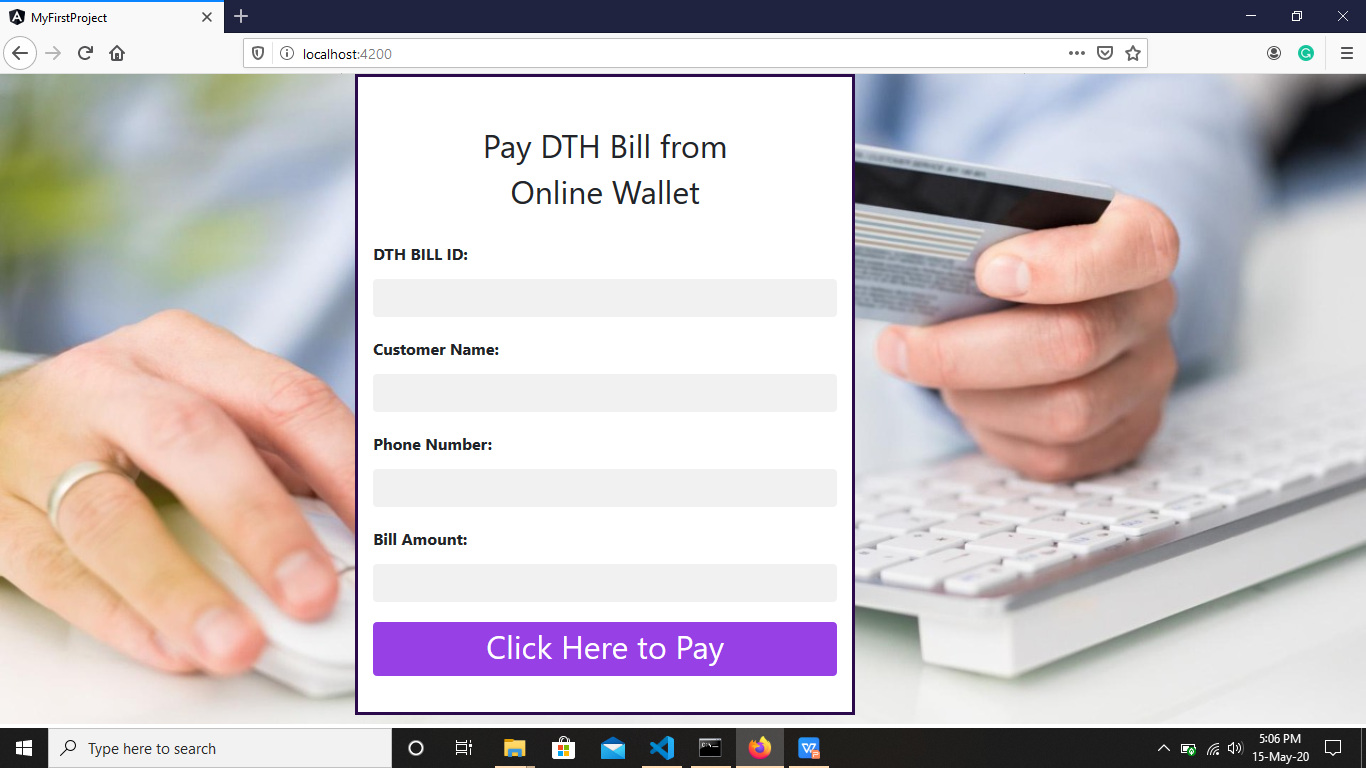 MyFirstProject
localhost:4200
Pay DTH Bill from
Online Wallet
DTH BILL ID:
Customer Name:
Phone Number:
Bill Amount:
Click Here to Pay
Type here to search
5:06 PM
15-May-20